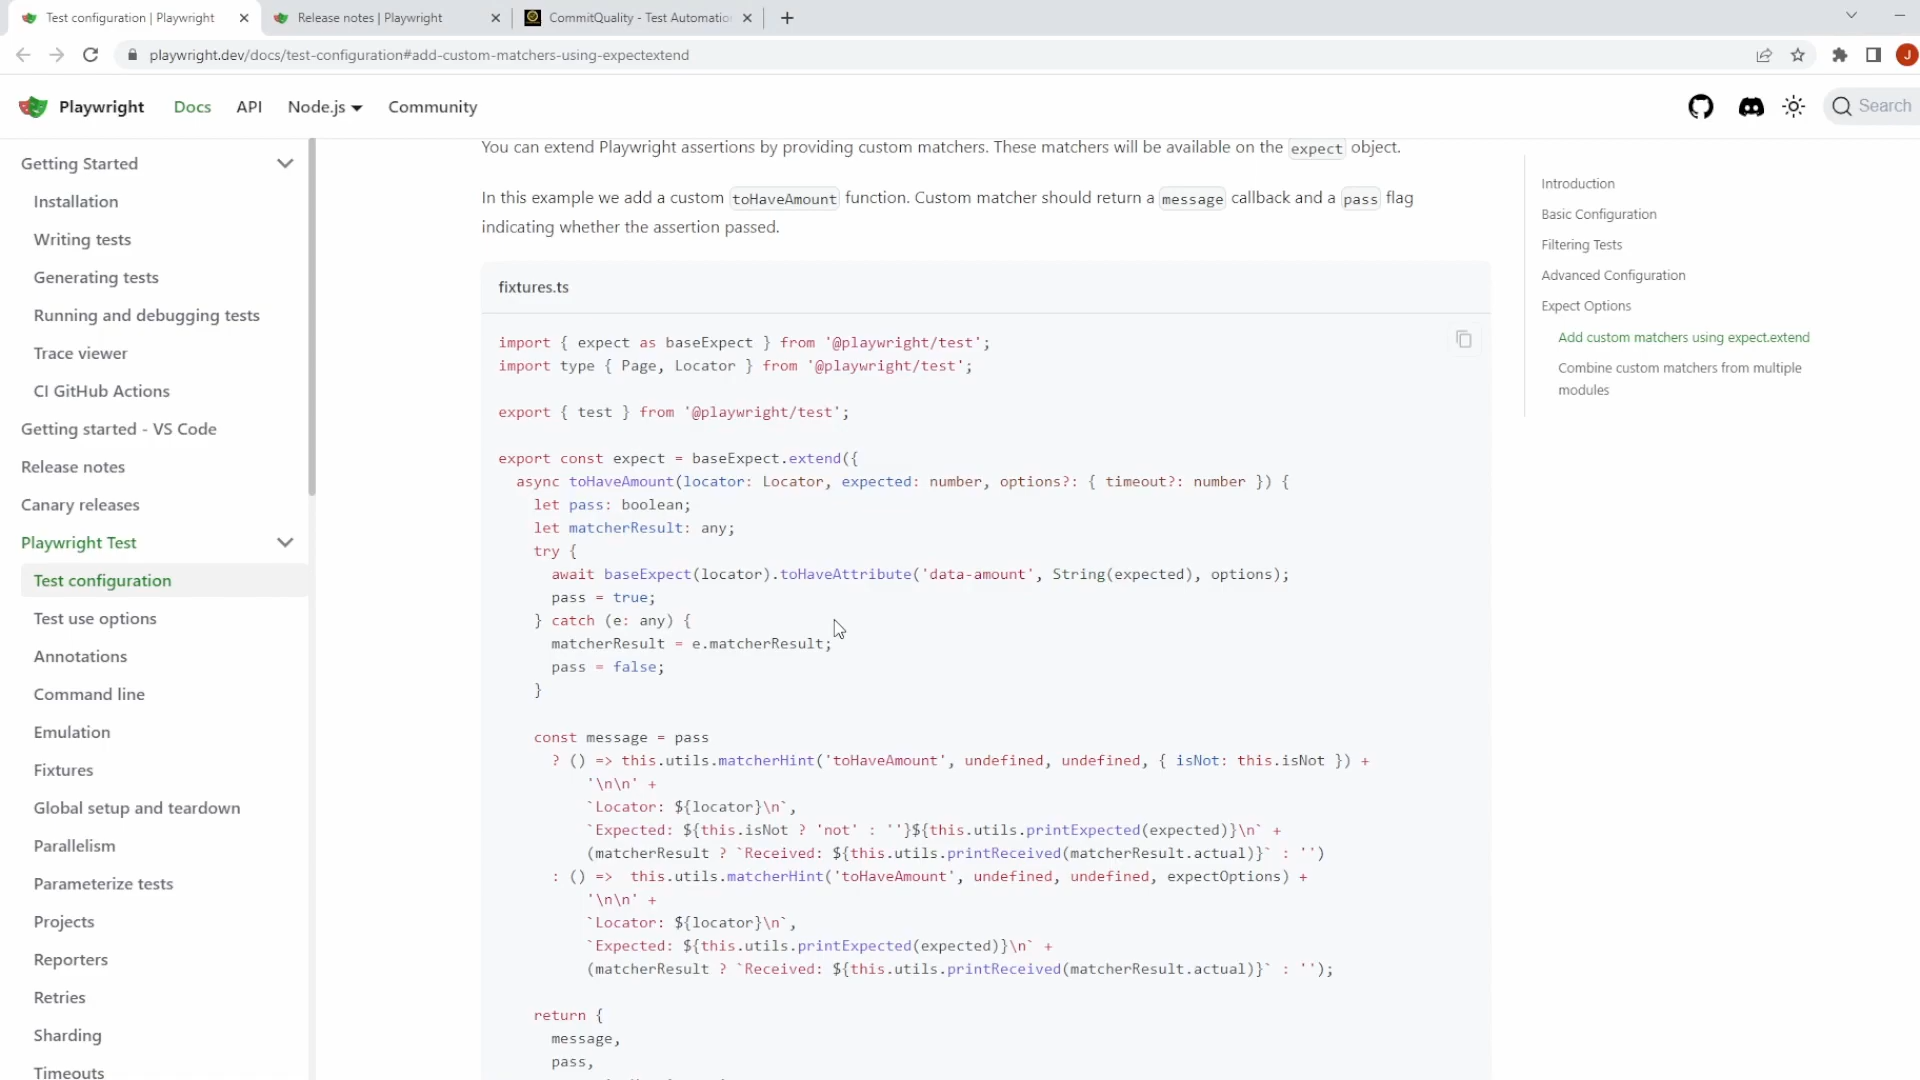 Test configuration | Playwright
Release notes | Playwright
CommitQuality - Test Automatio
playwright.dev/docs/test-configuration#add-custom-matchers-using-expectextend
J
Playwright
Docs
API
Node.js
Community
Search
Getting Started
Installation
Writing tests
Generating tests
Running and debugging tests
Trace viewer
CI GitHub Actions
Getting started - VS Code
Release notes
Canary releases
Playwright Test
Test configuration
Test use options
Annotations
Command line
Emulation
Fixtures
Global setup and teardown
Parallelism
Parameterize tests
Projects
Reporters
Retries
Sharding
Timeouts
You can extend Playwright assertions by providing custom matchers. These matchers will be available on the expect object.
In this example we add a custom toHaveAmount function. Custom matcher should return a message callback and a pass flag
indicating whether the assertion passed.
fixtures.ts
import { expect as baseExpect } from '@playwright/test';
import type { Page, Locator } from '@playwright/test';
export { test } from '@playwright/test';
export const expect = baseExpect.extend({
async toHaveAmount(locator: Locator, expected: number, options?: { timeout?: number }) {
let pass: boolean;
let matcherResult: any;
try {
await baseExpect(locator).toHaveAttribute('data-amount', String(expected), options);
pass = true;
} catch (e: any) {
matcherResult = e.matcherResult;
pass = false;
}
const message = pass
? () => this.utils.matcherHint('toHaveAmount', undefined, undefined, { isNot: this.isNot }) +
'\n\n' +
`Locator: ${locator}\n`,
`Expected: ${this.isNot ? 'not' : ''}${this.utils.printExpected(expected)}\n` +
(matcherResult ? `Received: ${this.utils.printReceived(matcherResult.actual)}` : '')
: () =>  this.utils.matcherHint('toHaveAmount', undefined, undefined, expectOptions) +
'\n\n' +
`Locator: ${locator}\n`,
`Expected: ${this.utils.printExpected(expected)}\n` +
(matcherResult ? `Received: ${this.utils.printReceived(matcherResult.actual)}` : '');
return {
message,
pass,
Introduction
Basic Configuration
Filtering Tests
Advanced Configuration
Expect Options
Add custom matchers using expect.extend
Combine custom matchers from multiple
modules